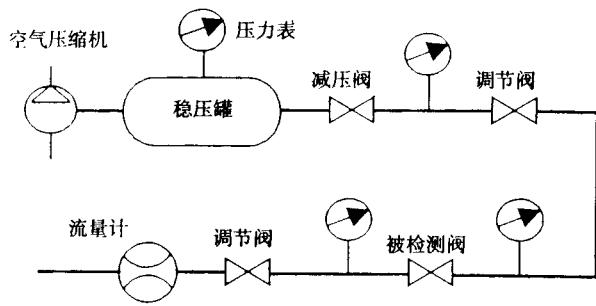 空气压缩机
压力表
稳压罐
减压阀
调节阀
流量计
调节阀
被检测阀